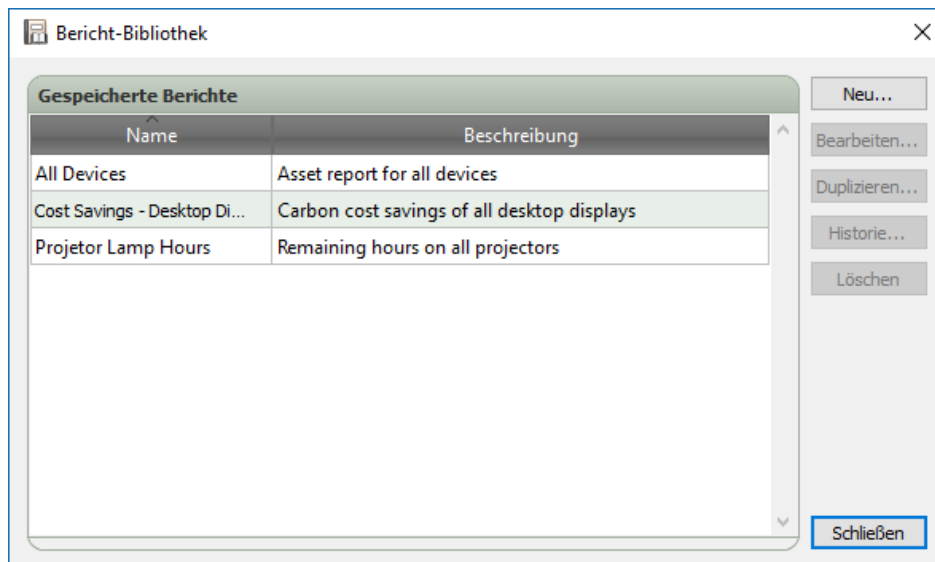 Bericht-Bibliothek
Gespeicherte Berichte
Name Beschreibung
All Devices Asset report for all devices
Cost Savings - Desktop Di... Carbon cost savings of all desktop displays
Projetor Lamp Hours Remaining hours on all projectors
Neu...
Bearbeiten...
Duplizieren...
Historie...
Löschen
Schließen